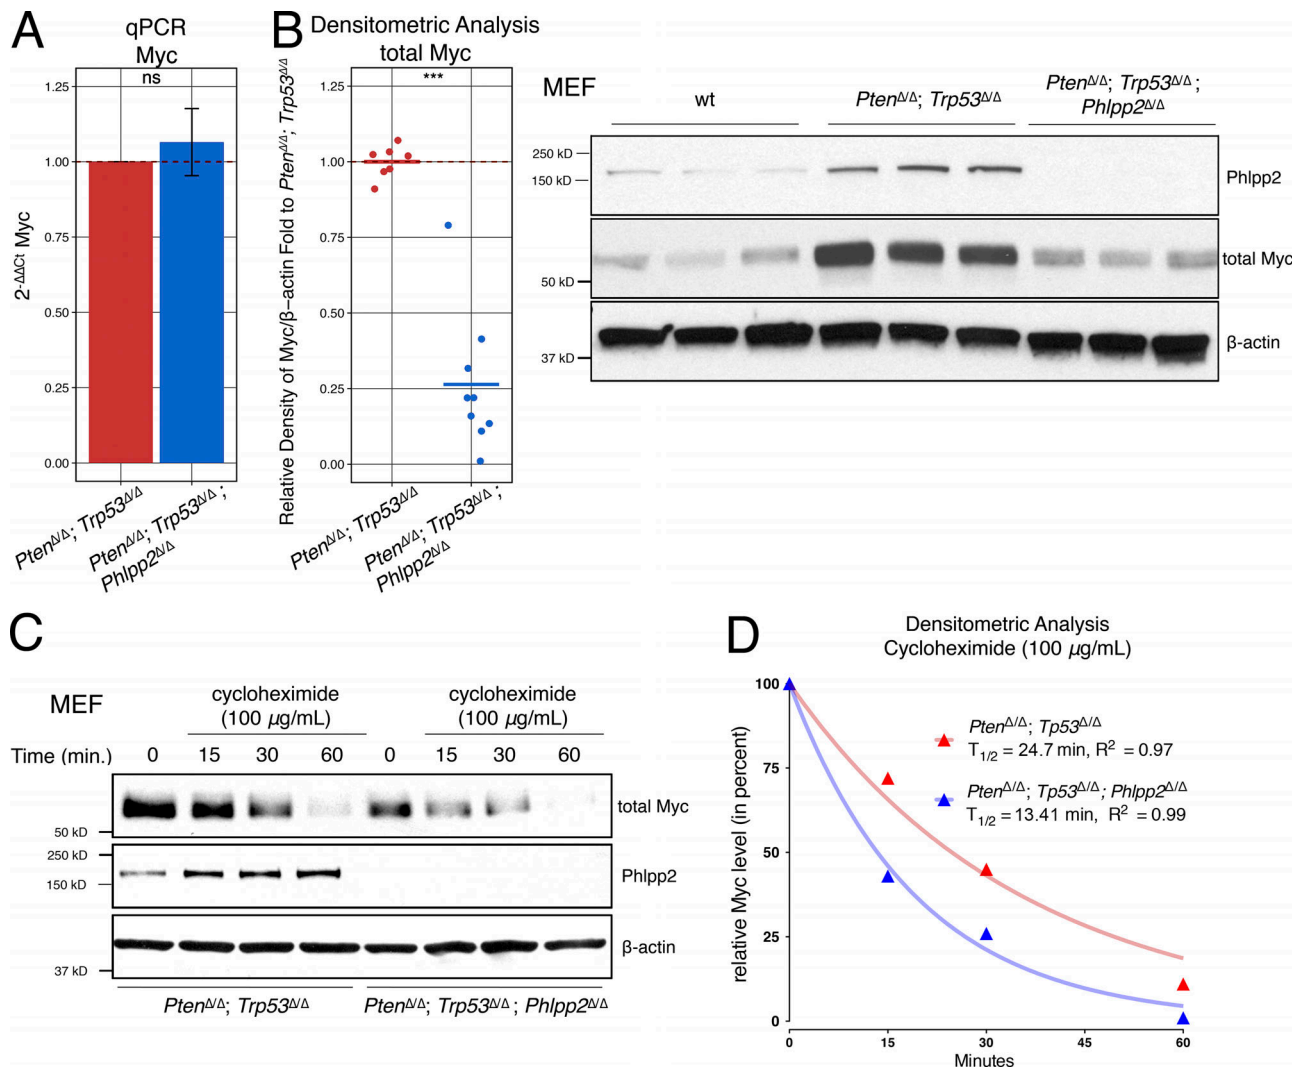 A
qPCR
Myc
ns
1.25
1.00
0.75
0.50
0.25
0.00
2-ΔΔCt Myc
PtenΔ/Δ; Trp53Δ/Δ
PtenΔ/Δ; Trp53Δ/Δ;
Phlpp2Δ/Δ
B
Densitometric Analysis
total Myc
***
1.25
1.00
0.75
0.50
0.25
0.00
Relative Density of Myc/β−actin Fold to PtenΔ/Δ; Trp53Δ/Δ
PtenΔ/Δ; Trp53Δ/Δ
PtenΔ/Δ; Trp53Δ/Δ;
Phlpp2Δ/Δ
MEF
wt
PtenΔ/Δ; Trp53Δ/Δ
PtenΔ/Δ; Trp53Δ/Δ;
Phlpp2Δ/Δ
250 kD
150 kD
Phlpp2
total Myc
50 kD
37 kD
β-actin
C
MEF
cycloheximide
(100 µg/mL)
cycloheximide
(100 µg/mL)
Time (min.) 0 15 30 60 0 15 30 60
total Myc
50 kD
250 kD
150 kD
Phlpp2
β-actin
37 kD
PtenΔ/Δ; Trp53Δ/Δ
PtenΔ/Δ; Trp53Δ/Δ; Phlpp2Δ/Δ
D
Densitometric Analysis
Cycloheximide (100 µg/mL)
100
75
50
25
0
relative Myc level (in percent)
PtenΔ/Δ; Tp53Δ/Δ
T1/2 = 24.7 min, R2 = 0.97
PtenΔ/Δ; Tp53Δ/Δ; Phlpp2Δ/Δ
T1/2 = 13.41 min, R2 = 0.99
0 15 30 45 60
Minutes